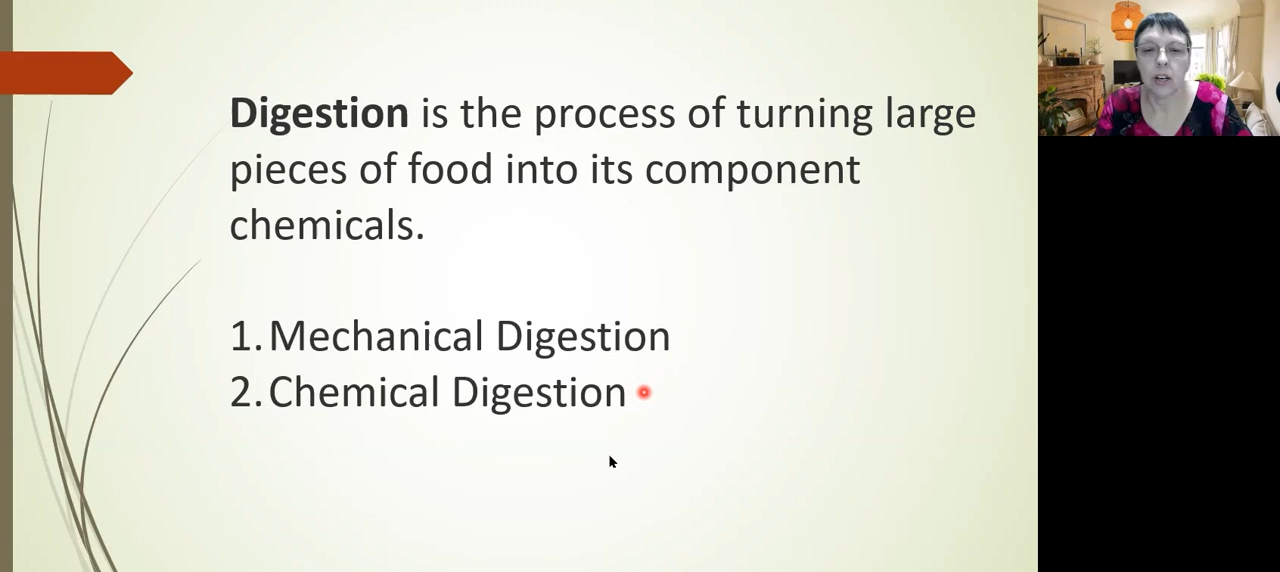 Digestion is the process of turning large
pieces of food into its component
chemicals.
1. Mechanical Digestion
2. Chemical Digestion